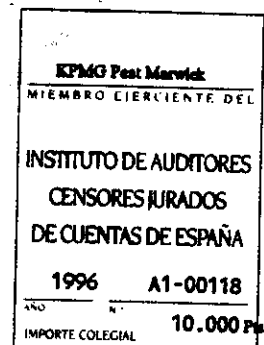 KPMG Peat Marwick
MIEMBRO EJERCIENTE DEL
INSTITUTO DE AUDITORES
CENSORES JURADOS
DE CUENTAS DE ESPAÑA
1996 A1-00118
AÑO N.º
IMPORTE COLEGIAL 10.000 Pts